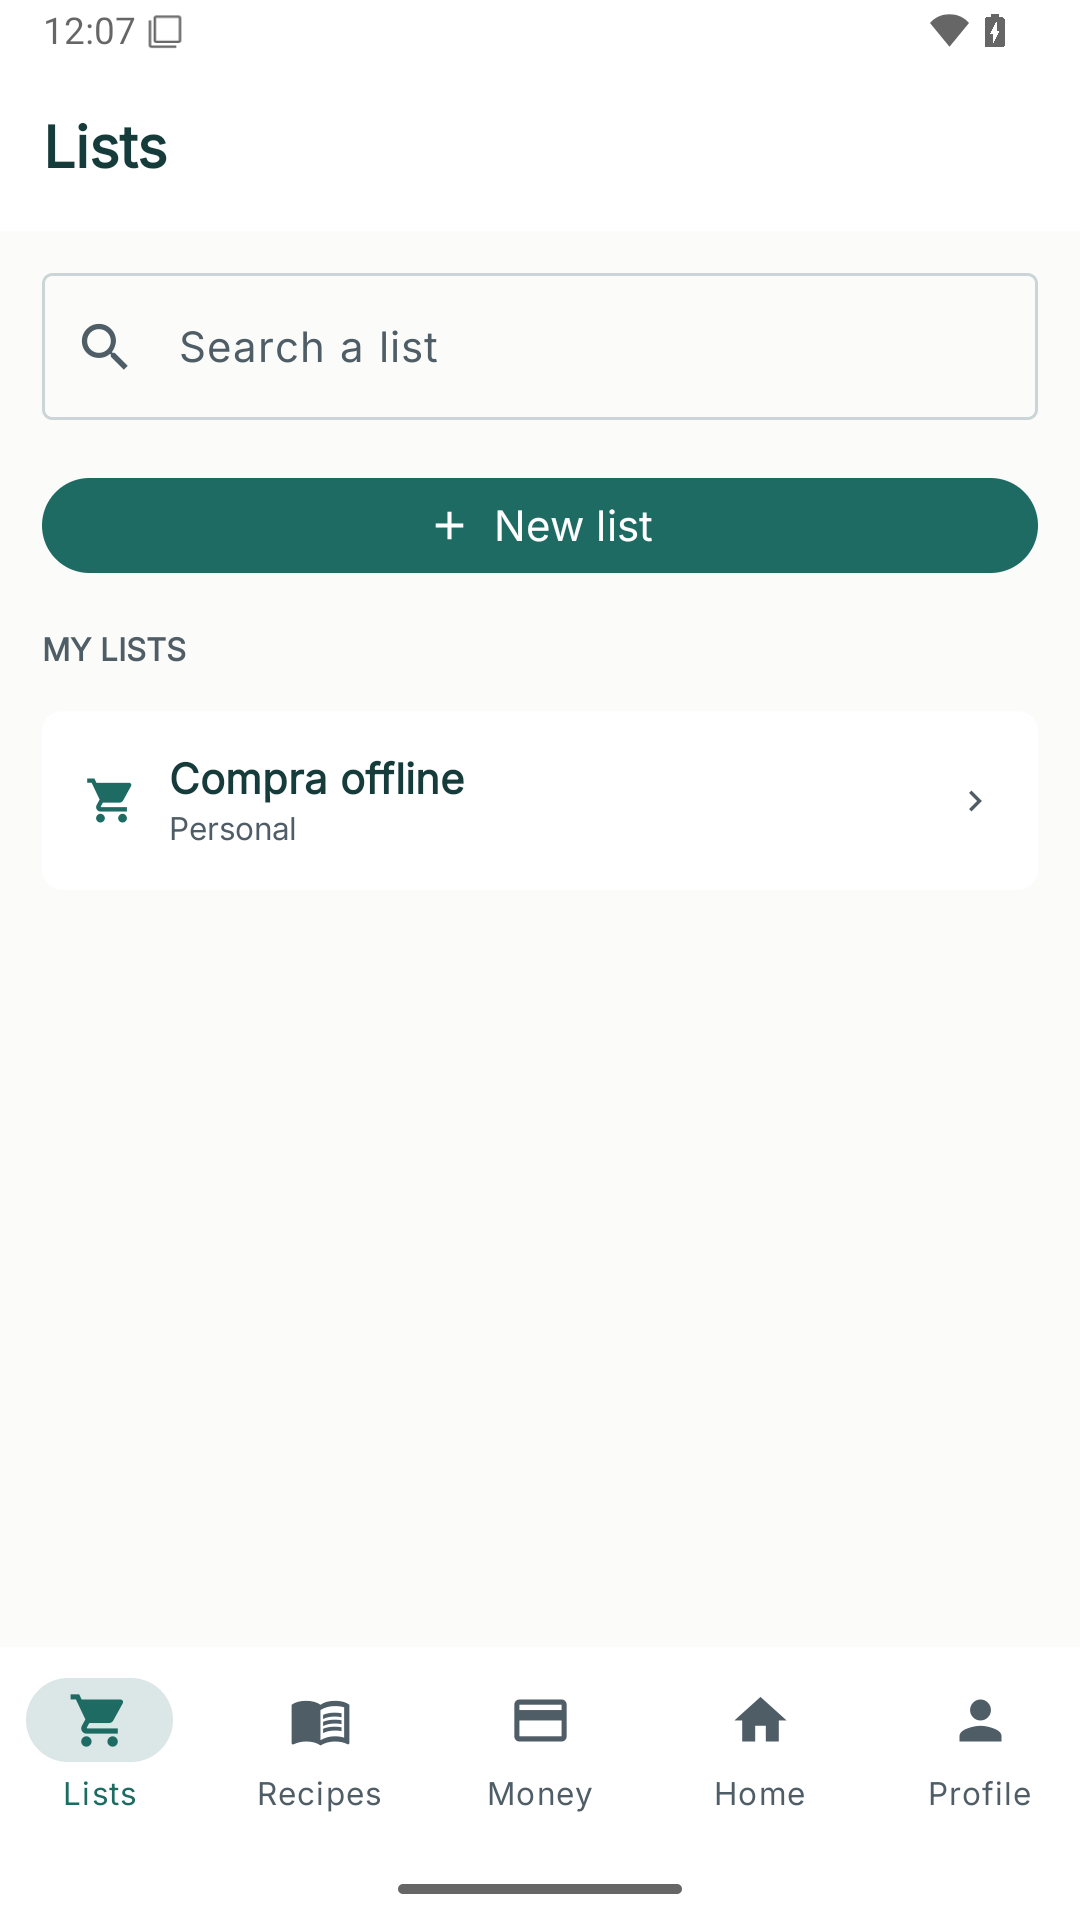 12:07
Lists
Search a list
New list
MY LISTS
Compra offline
Personal
Lists
Recipes
Money
Home
Profile